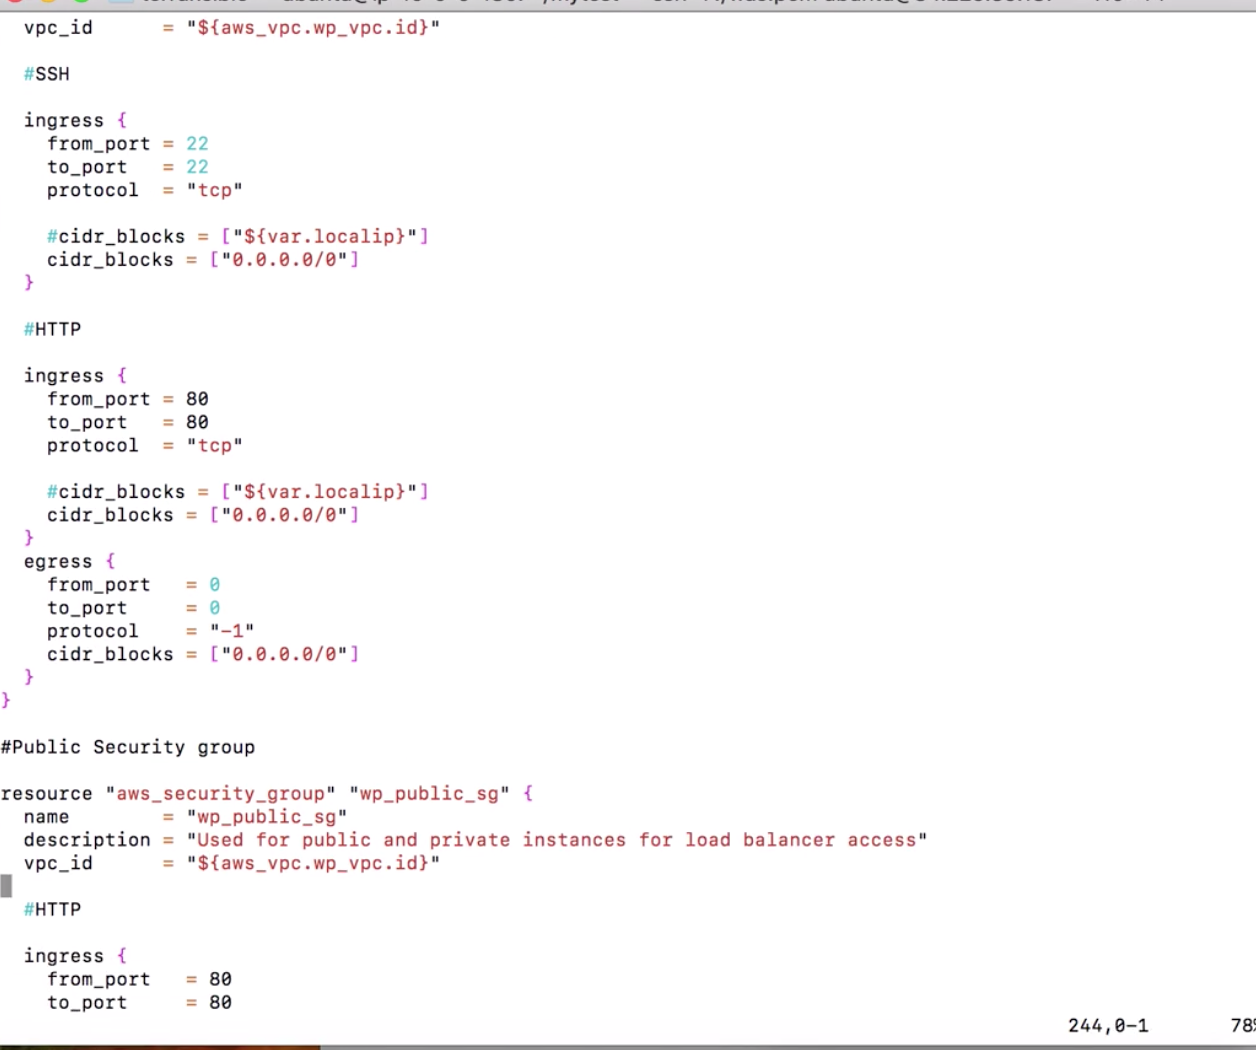 vpc_id      = "${aws_vpc.wp_vpc.id}"
#SSH
ingress {
from_port = 22
to_port   = 22
protocol  = "tcp"
#cidr_blocks = ["${var.localip}"]
cidr_blocks = ["0.0.0.0/0"]
}
#HTTP
ingress {
from_port = 80
to_port   = 80
protocol  = "tcp"
#cidr_blocks = ["${var.localip}"]
cidr_blocks = ["0.0.0.0/0"]
}
egress {
from_port   = 0
to_port     = 0
protocol    = "-1"
cidr_blocks = ["0.0.0.0/0"]
}
}
#Public Security group
resource "aws_security_group" "wp_public_sg" {
name        = "wp_public_sg"
description = "Used for public and private instances for load balancer access"
vpc_id      = "${aws_vpc.wp_vpc.id}"
#HTTP
ingress {
from_port   = 80
to_port     = 80
244,0-1 78%